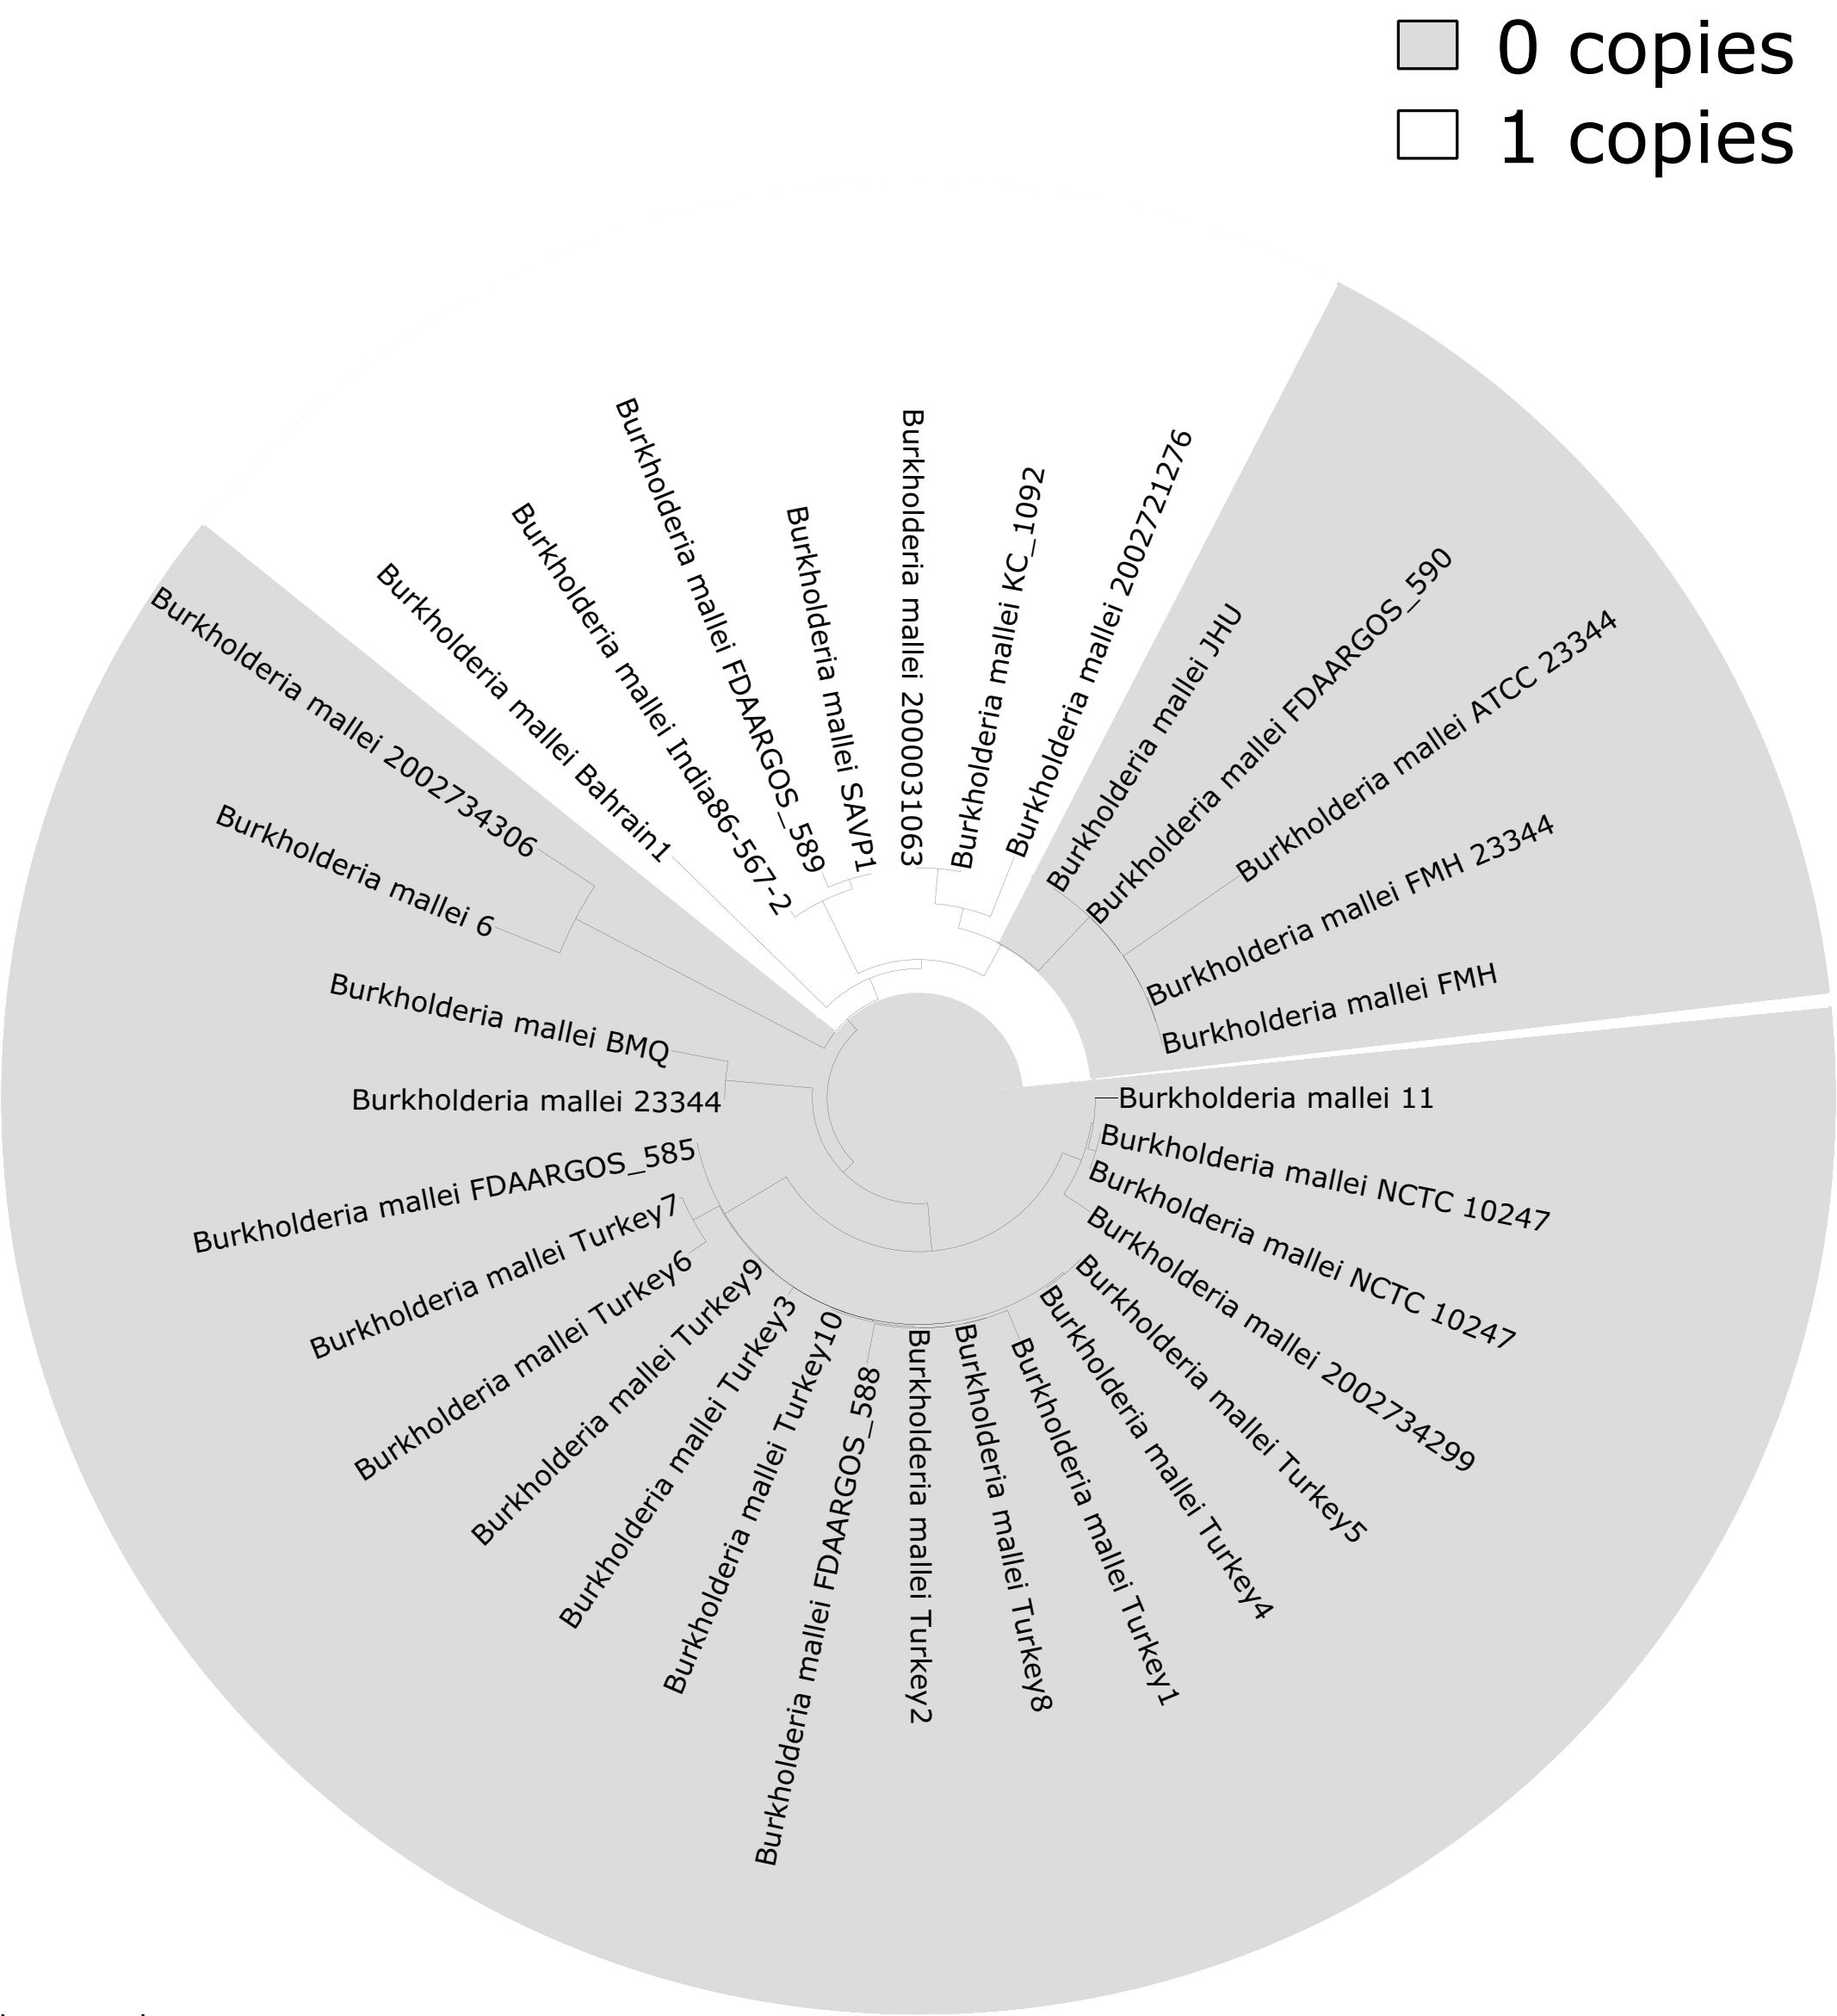 0 copies
1 copies
Burkholderia mallei 2002734306
Burkholderia mallei Bahrain1
Burkholderia mallei India86-567-2
Burkholderia mallei FDAARGOS_589
Burkholderia mallei SAVP1
Burkholderia mallei 2000031063
Burkholderia mallei KC_1092
Burkholderia mallei 2002721276
Burkholderia mallei JHU
Burkholderia mallei FDAARGOS_590
Burkholderia mallei ATCC 23344
Burkholderia mallei FMH 23344
Burkholderia mallei FMH
Burkholderia mallei 11
Burkholderia mallei NCTC 10247
Burkholderia mallei NCTC 10247
Burkholderia mallei 2002734299
Burkholderia mallei Turkey5
Burkholderia mallei Turkey4
Burkholderia mallei Turkey1
Burkholderia mallei Turkey8
Burkholderia mallei Turkey2
Burkholderia mallei FDAARGOS_588
Burkholderia mallei Turkey10
Burkholderia mallei Turkey3
Burkholderia mallei Turkey9
Burkholderia mallei Turkey6
Burkholderia mallei Turkey7
Burkholderia mallei FDAARGOS_585
Burkholderia mallei 23344
Burkholderia mallei BMQ
Burkholderia mallei 6